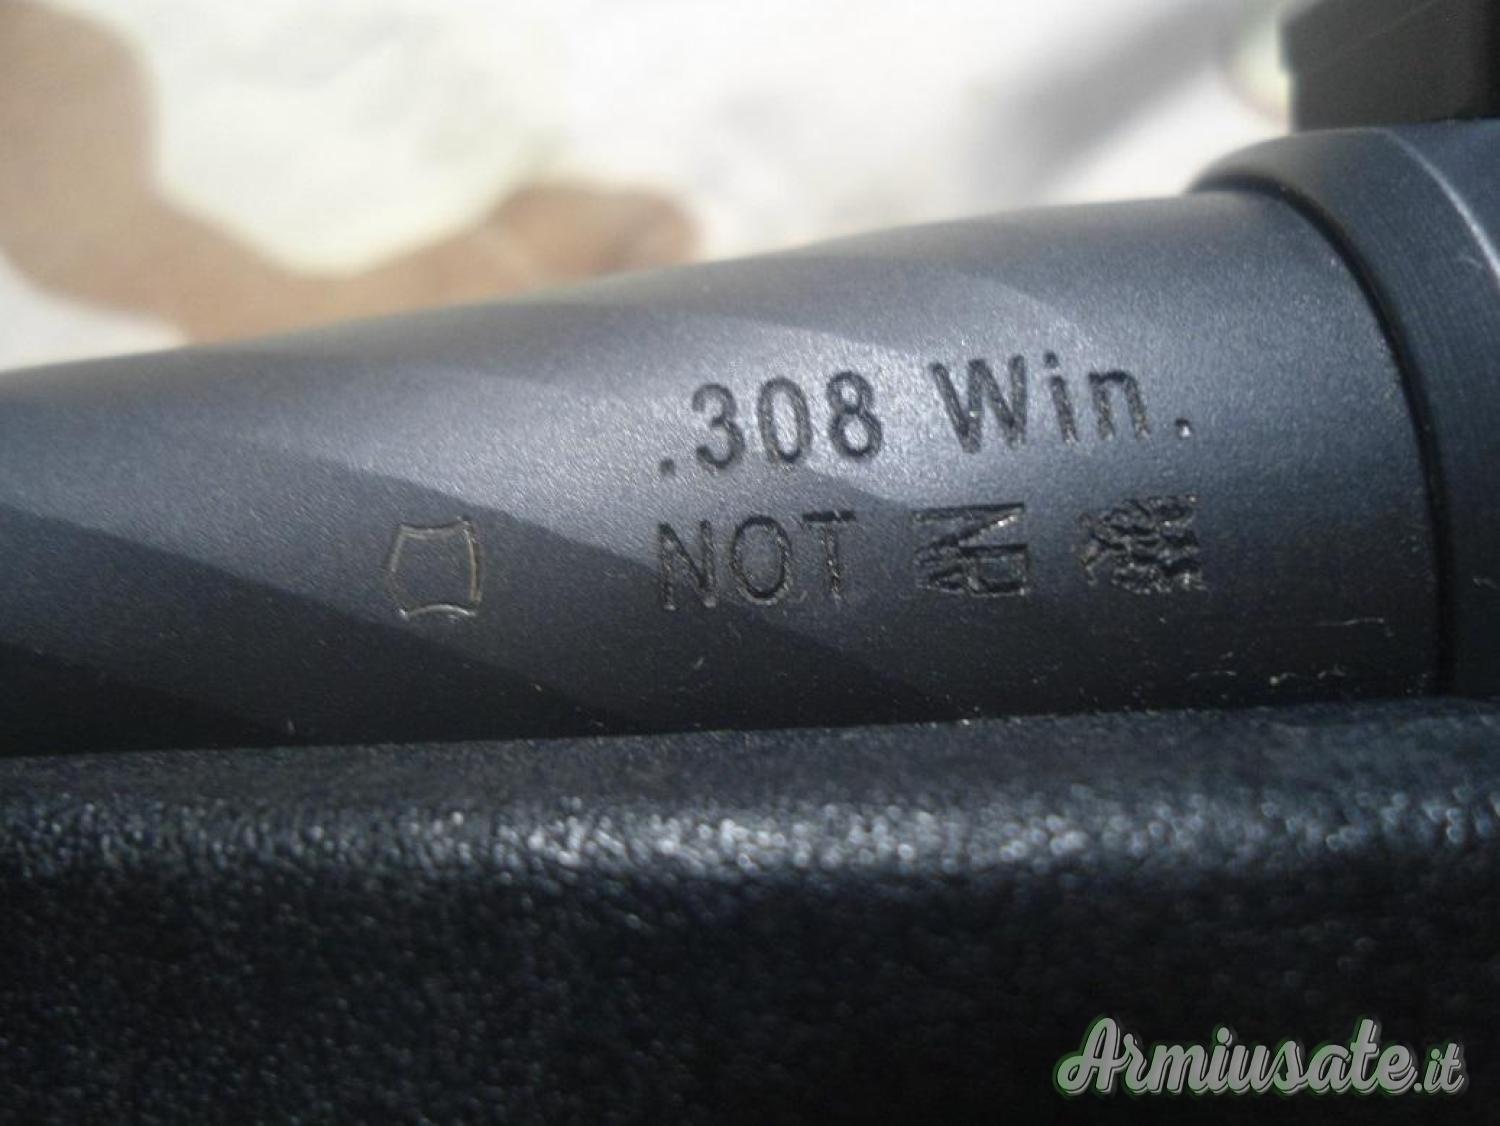 .308 Win.
NOT
Armiusate.it